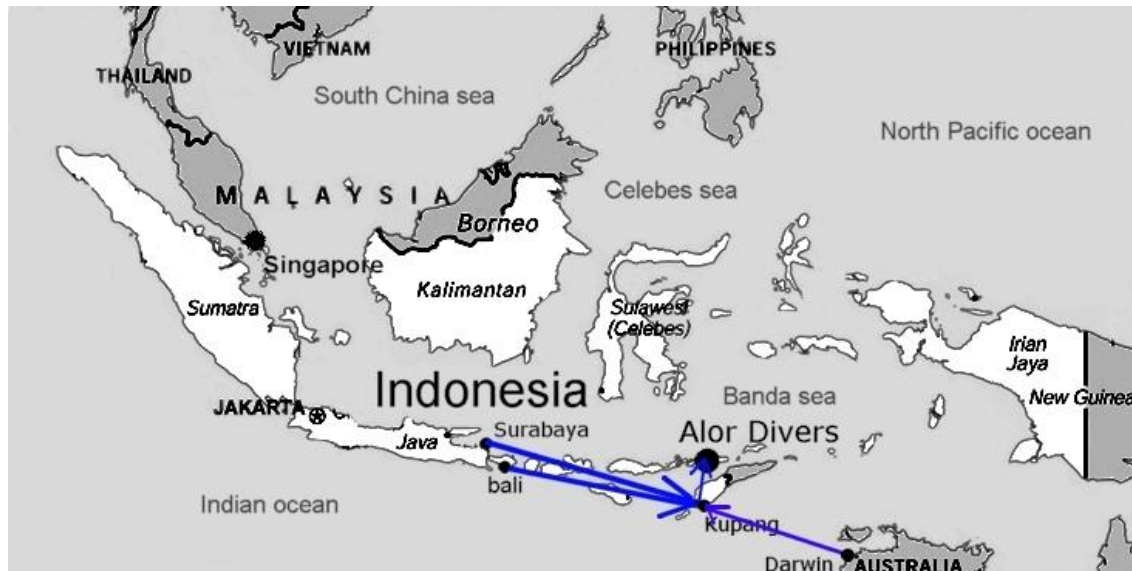 VIETNAM
PHILIPPINES
THAILAND
South China sea
North Pacific ocean
MALAYSIA
Celebes sea
Borneo
Singapore
Kalimantan
Sumatra
Sulawesi
(Celebes)
Irian
Jaya
Indonesia
Banda sea
New Guinea
JAKARTA
Java
Surabaya
Alor Divers
bali
Indian ocean
Kupang
Darwin
AUSTRALIA